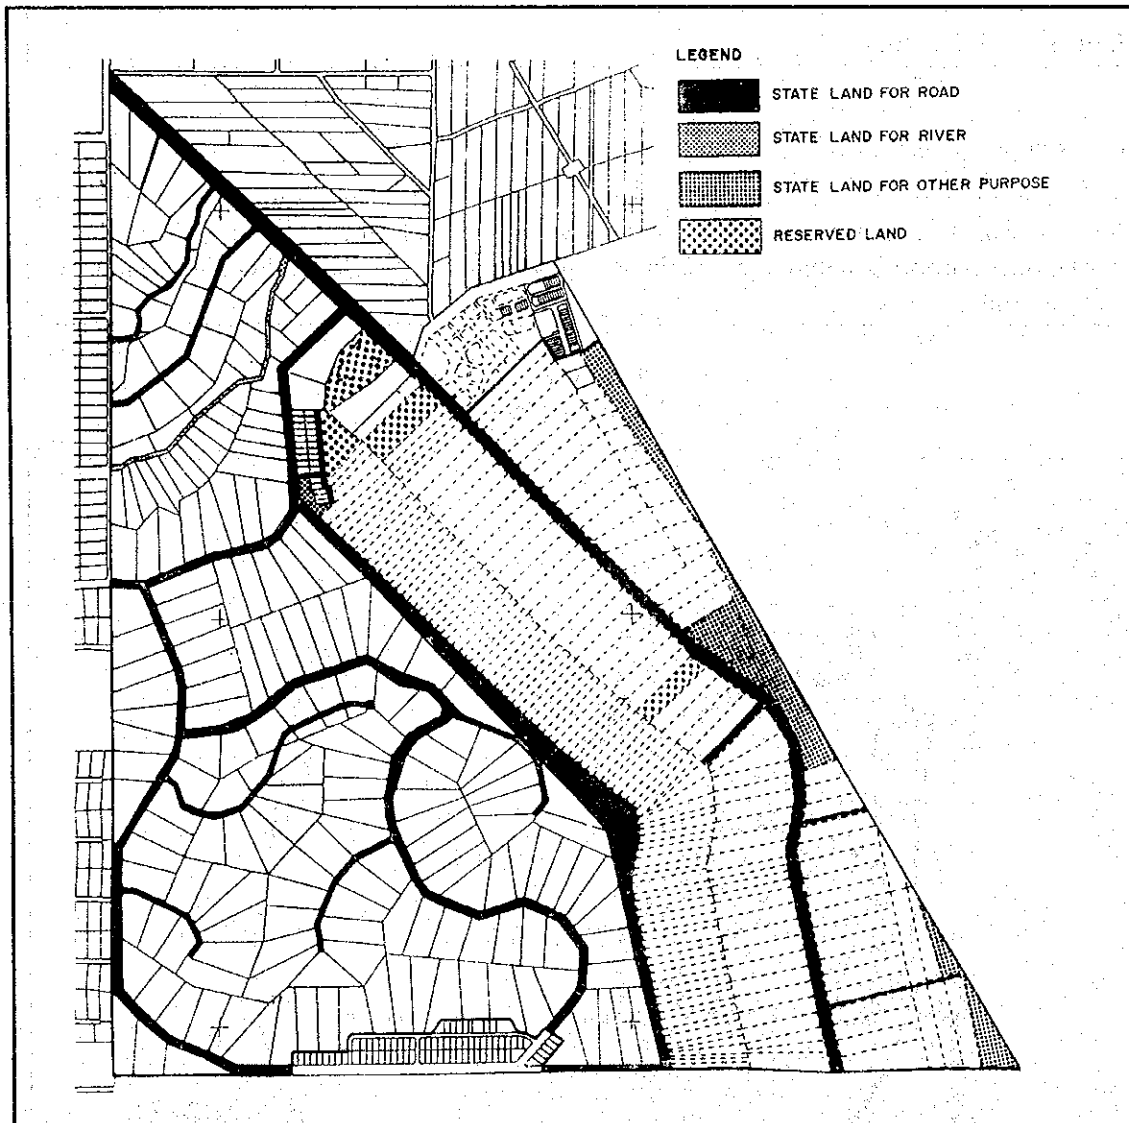 LEGEND
STATE LAND FOR ROAD
STATE LAND FOR RIVER
STATE LAND FOR OTHER PURPOSE
RESERVED LAND